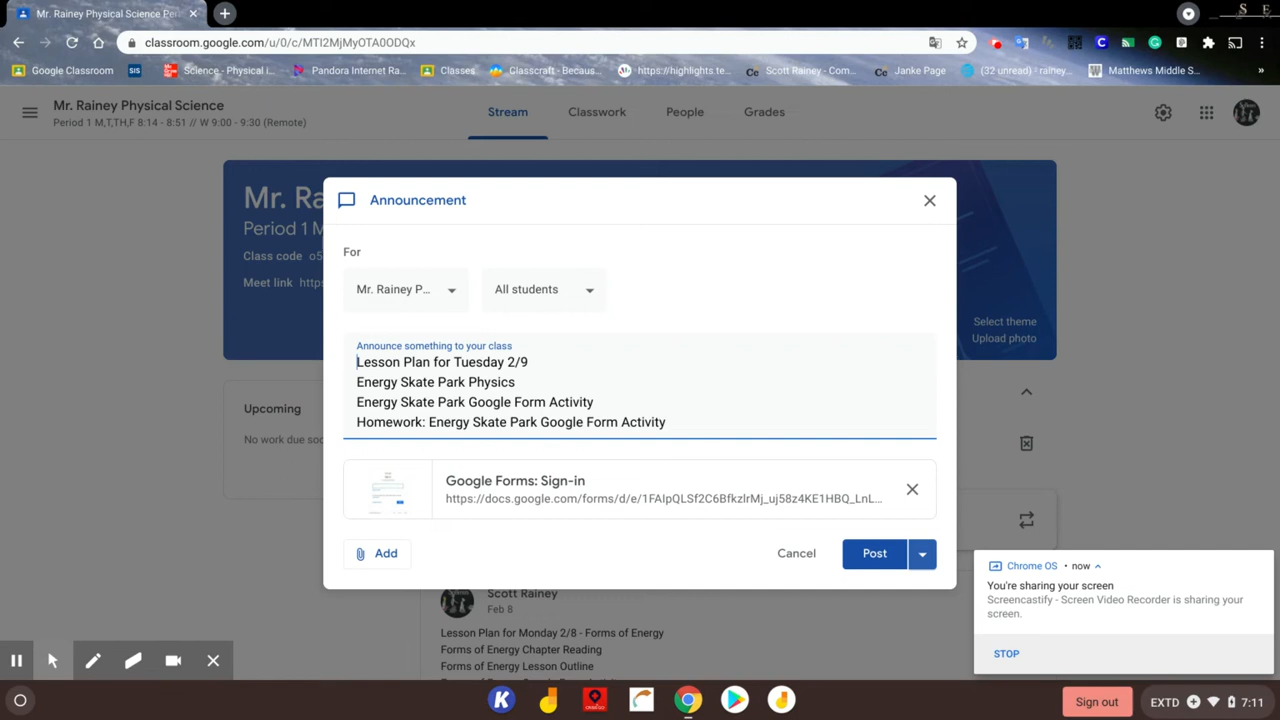 Mr. Rainey Physical Science Per
S E
classroom.google.com/u/0/c/MTI2MjMyOTA0ODQx
Google Classroom
SIS
Science - Physical i...
Pandora Internet Ra...
Classes
Classcraft - Becaus...
https://highlights.te...
Scott Rainey - Com...
Janke Page
(32 unread) - rainey...
Matthews Middle S...
»
Mr. Rainey Physical Science
Period 1 M,T,TH,F 8:14 - 8:51 // W 9:00 - 9:30 (Remote)
Stream
Classwork
People
Grades
Mr. Ra
Period 1 M
Class code o5
Meet link https
Select theme
Upload photo
Upcoming
No work due soo
Announcement
For
Mr. Rainey P...
All students
Announce something to your class
Lesson Plan for Tuesday 2/9
Energy Skate Park Physics
Energy Skate Park Google Form Activity
Homework: Energy Skate Park Google Form Activity
Google Forms: Sign-in
https://docs.google.com/forms/d/e/1FAIpQLSf2C6BfkzlrMj_uj58z4KE1HBQ_LnL...
Add
Cancel
Post
Scott Rainey
Feb 8
Lesson Plan for Monday 2/8 - Forms of Energy
Forms of Energy Chapter Reading
Forms of Energy Lesson Outline
Chrome OS • now
You're sharing your screen
Screencastify - Screen Video Recorder is sharing your
screen.
STOP
Sign out
EXTD
7:11